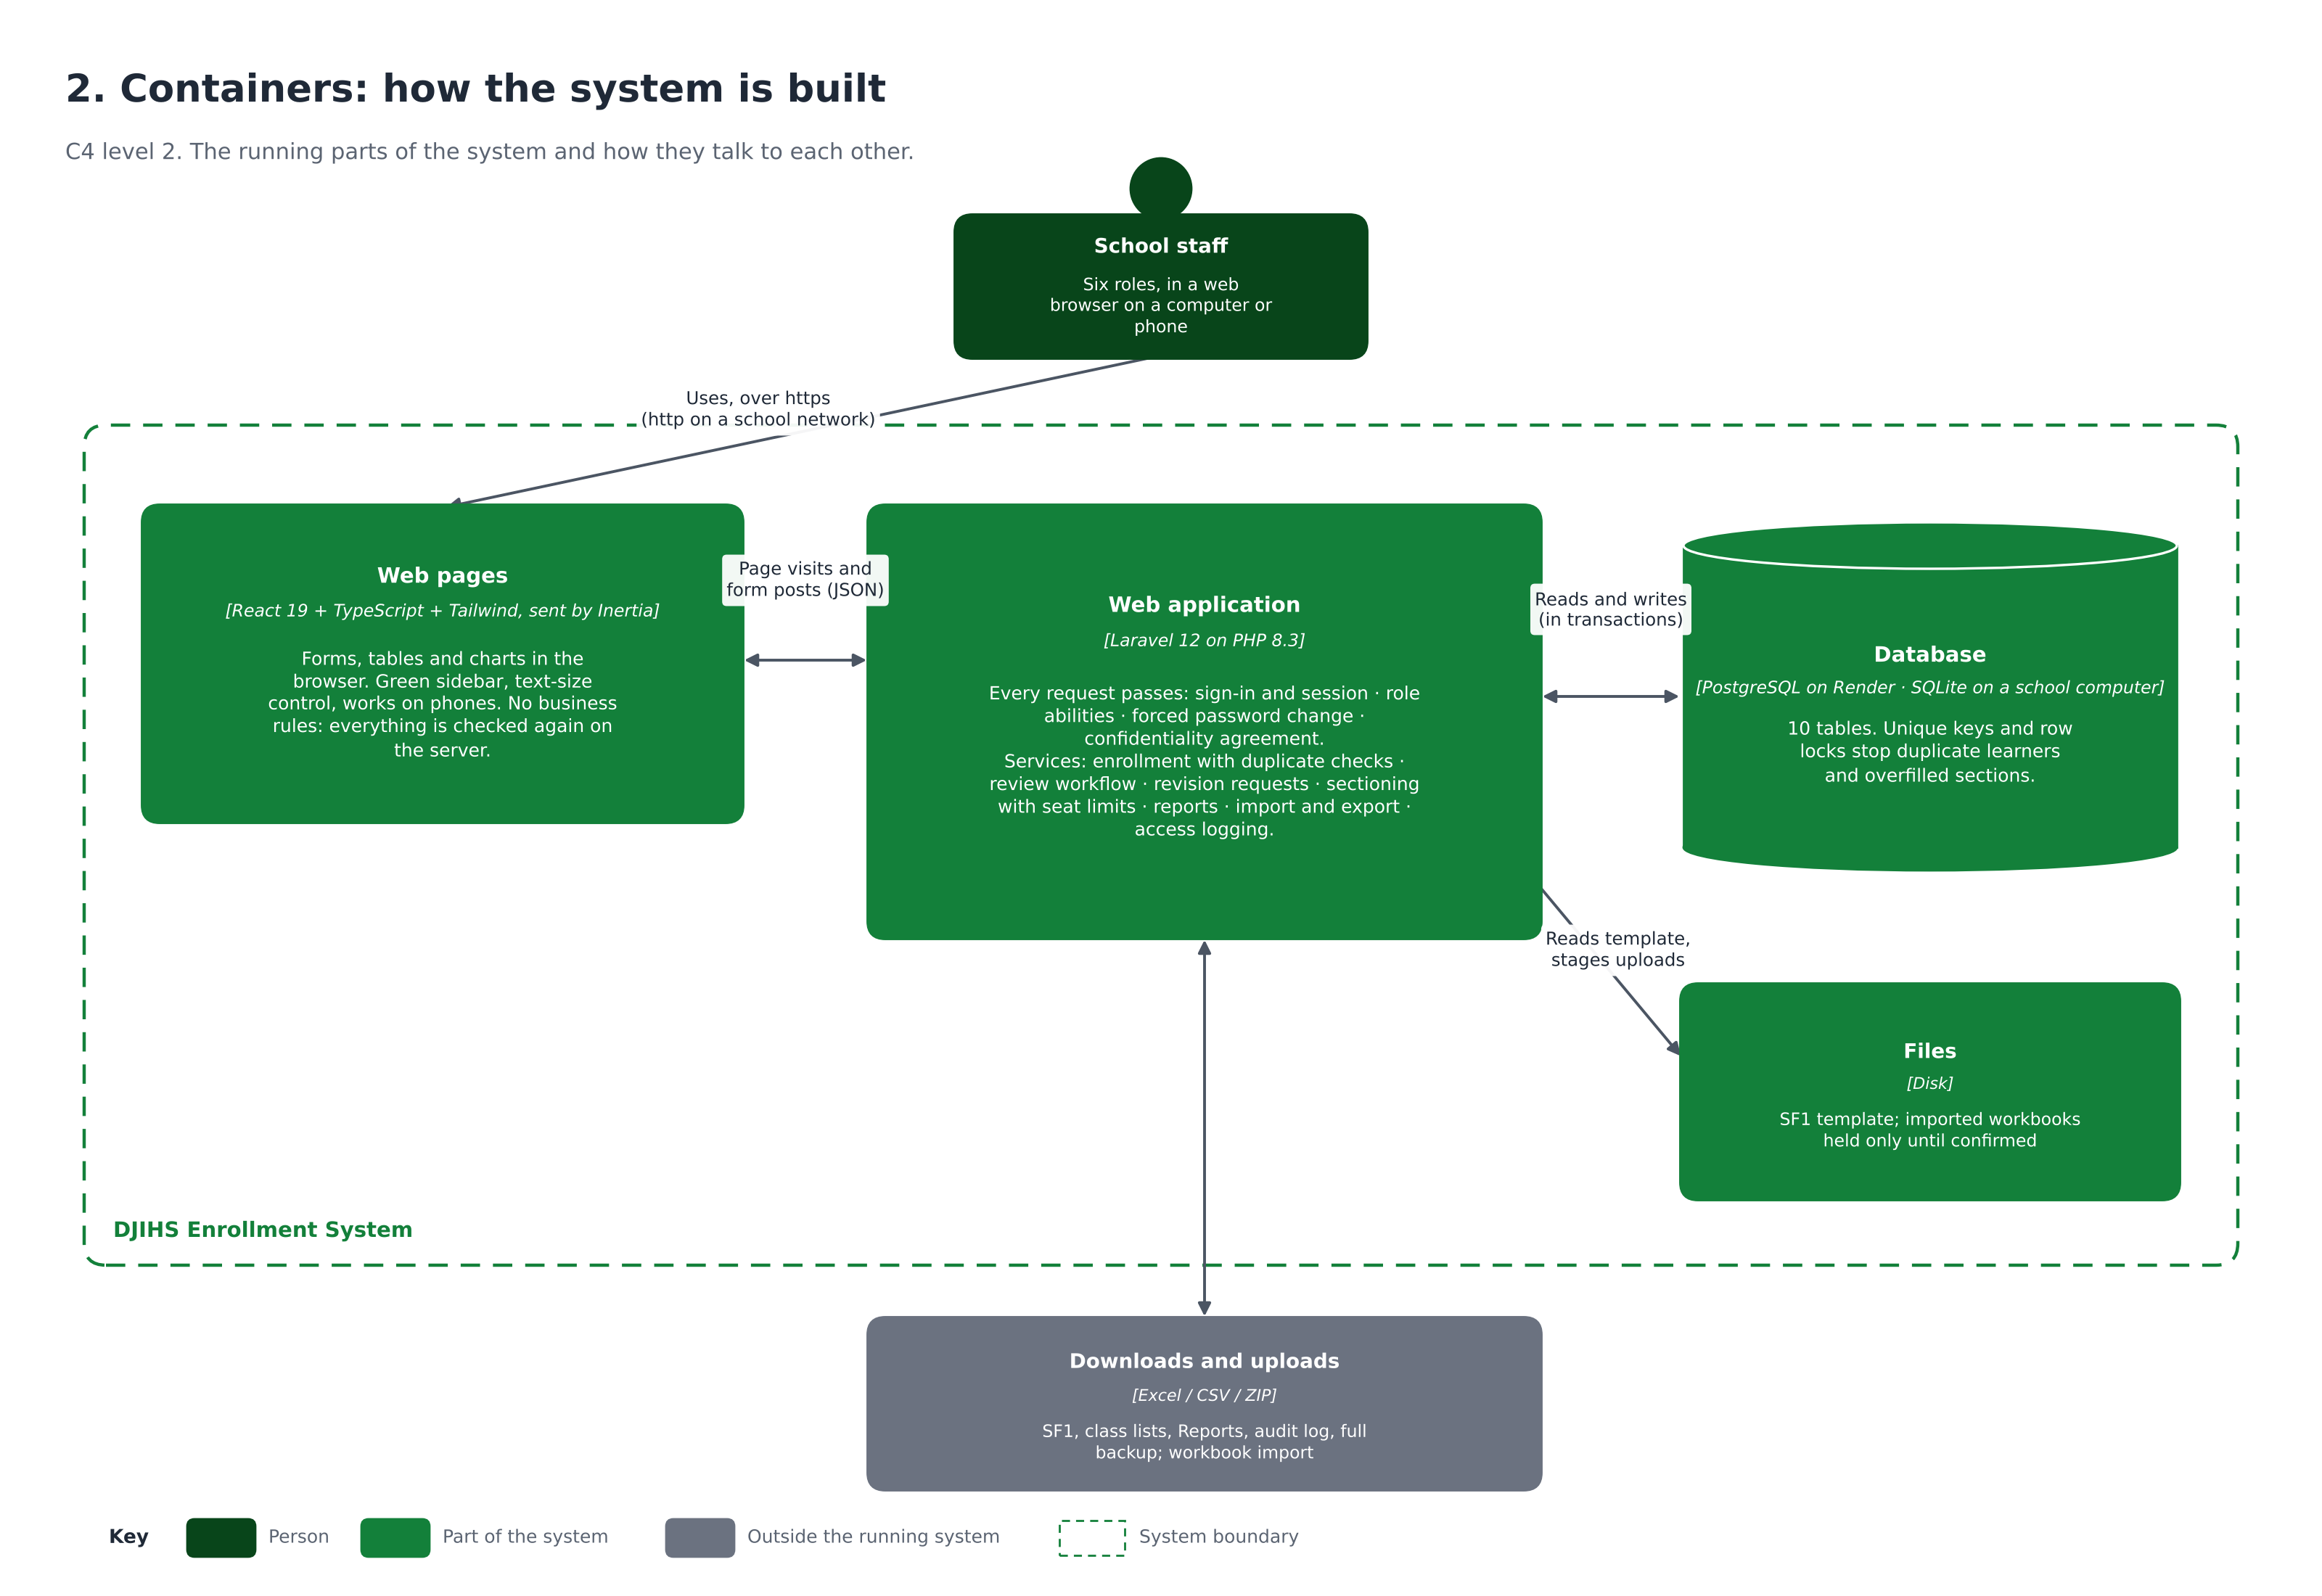 2. Containers: how the system is built
C4 level 2. The running parts of the system and how they talk to each other.
School staff
Six roles, in a web
browser on a computer or
phone
Uses, over https
(http on a school network)
Web pages
[React 19 + TypeScript + Tailwind, sent by Inertia]
Forms, tables and charts in the
browser. Green sidebar, text-size
control, works on phones. No business
rules: everything is checked again on
the server.
Page visits and
form posts (JSON)
Web application
[Laravel 12 on PHP 8.3]
Every request passes: sign-in and session · role
abilities · forced password change ·
confidentiality agreement.
Services: enrollment with duplicate checks ·
review workflow · revision requests · sectioning
with seat limits · reports · import and export ·
access logging.
Reads and writes
(in transactions)
Database
[PostgreSQL on Render · SQLite on a school computer]
10 tables. Unique keys and row
locks stop duplicate learners
and overfilled sections.
Reads template,
stages uploads
Files
[Disk]
SF1 template; imported workbooks
held only until confirmed
DJIHS Enrollment System
Downloads and uploads
[Excel / CSV / ZIP]
SF1, class lists, Reports, audit log, full
backup; workbook import
Key
Person
Part of the system
Outside the running system
System boundary